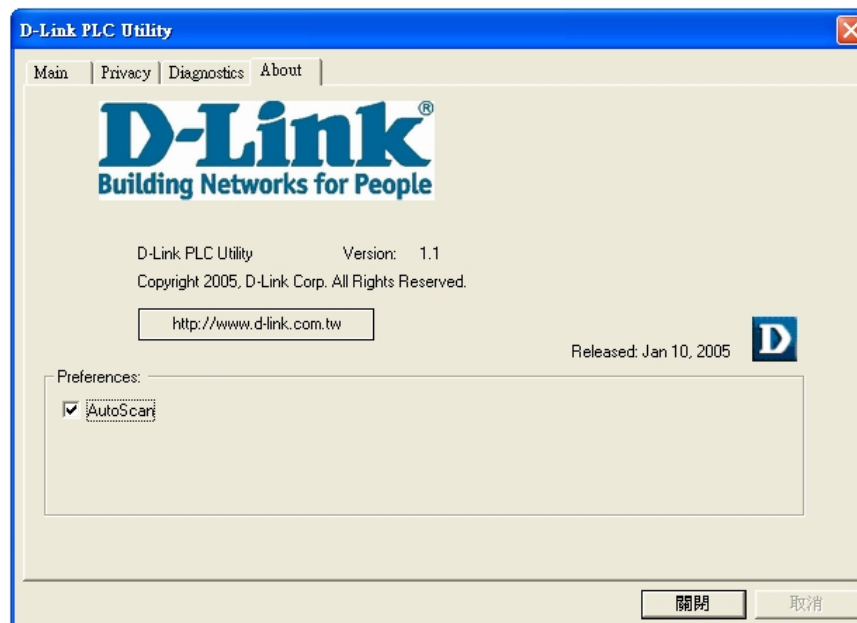 D-Link PLC Utility
Main Privacy Diagnostics About
D-Link®
Building Networks for People
D-Link PLC Utility Version: 1.1
Copyright 2005, D-Link Corp. All Rights Reserved.
http://www.d-link.com.tw
Released: Jan 10, 2005 D
Preferences:
AutoScan
關閉 取消